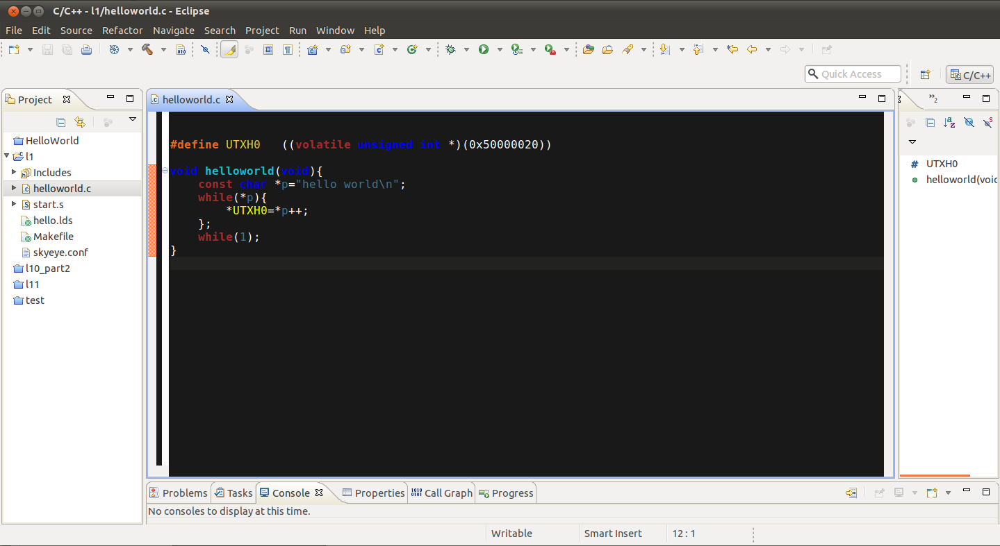 C/C++ - l1/helloworld.c - Eclipse
File Edit Source Refactor Navigate Search Project Run Window Help
Quick Access
C/C++
Project
HelloWorld
l1
Includes
helloworld.c
start.s
hello.lds
Makefile
skyeye.conf
l10_part2
l11
test
helloworld.c
#define UTXH0   ((volatile unsigned int *)(0x50000020))
void helloworld(void){
    const char *p="hello world\n";
    while(*p){
        *UTXH0=*p++;
    };
    while(1);
}
»2
# UTXH0
helloworld(voic
Problems Tasks Console Properties Call Graph Progress
No consoles to display at this time.
Writable Smart Insert 12 : 1